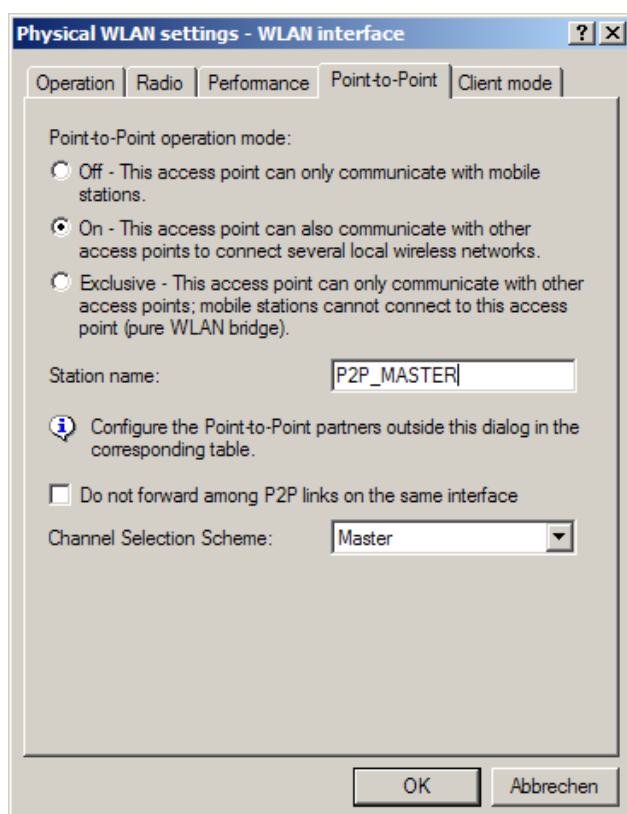 Physical WLAN settings - WLAN interface
Operation Radio Performance Point-to-Point Client mode
Point-to-Point operation mode:
Off - This access point can only communicate with mobile
stations.
On - This access point can also communicate with other
access points to connect several local wireless networks.
Exclusive - This access point can only communicate with other
access points; mobile stations cannot connect to this access
point (pure WLAN bridge).
Station name: P2P_MASTER
Configure the Point-to-Point partners outside this dialog in the
corresponding table.
Do not forward among P2P links on the same interface
Channel Selection Scheme: Master
OK Abbrechen